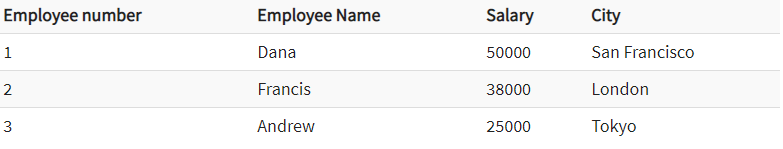 Employee number Employee Name Salary City
1 Dana 50000 San Francisco
2 Francis 38000 London
3 Andrew 25000 Tokyo